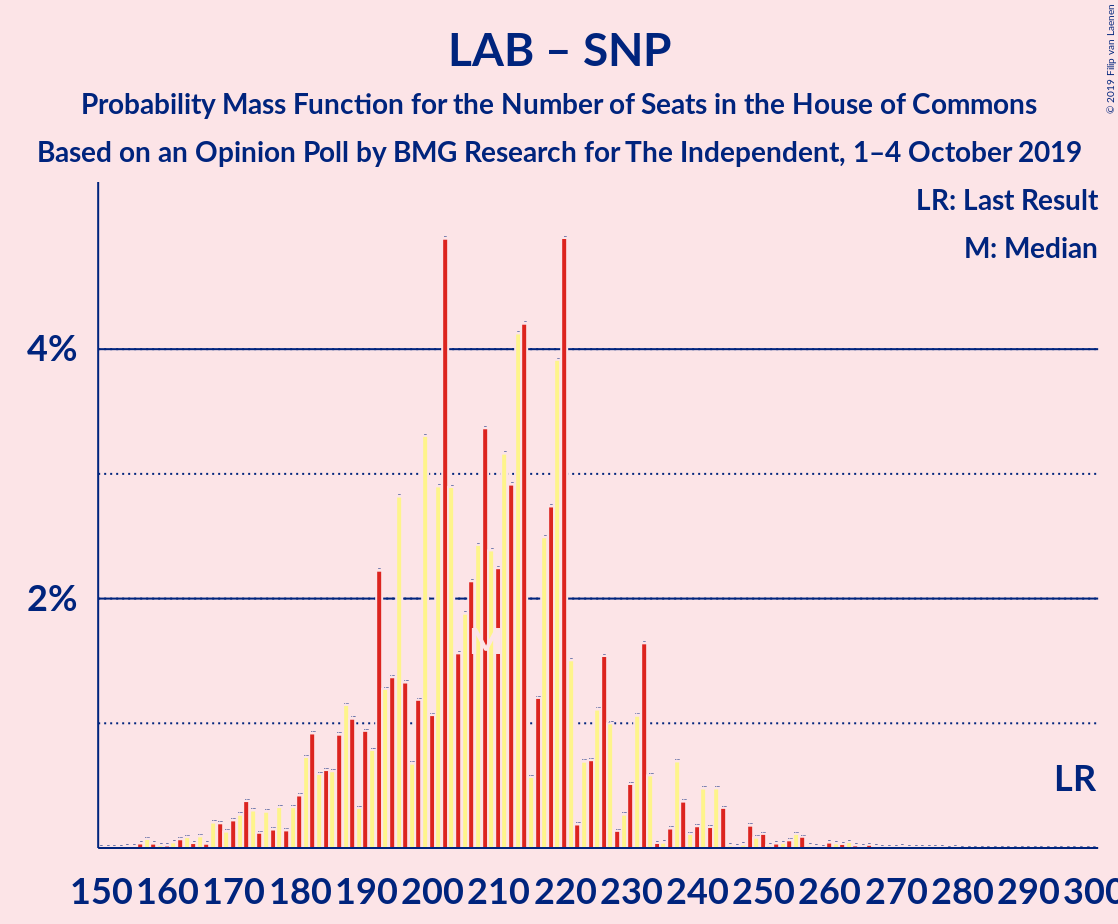 LAB – SNP
Probability Mass Function for the Number of Seats in the House of Commons
Based on an Opinion Poll by BMG Research for The Independent, 1–4 October 2019
© 2019 Filip van Laenen
LR: Last Result
M: Median
4%
2%
M
LR
150 160 170 180 190 200 210 220 230 240 250 260 270 280 290 300